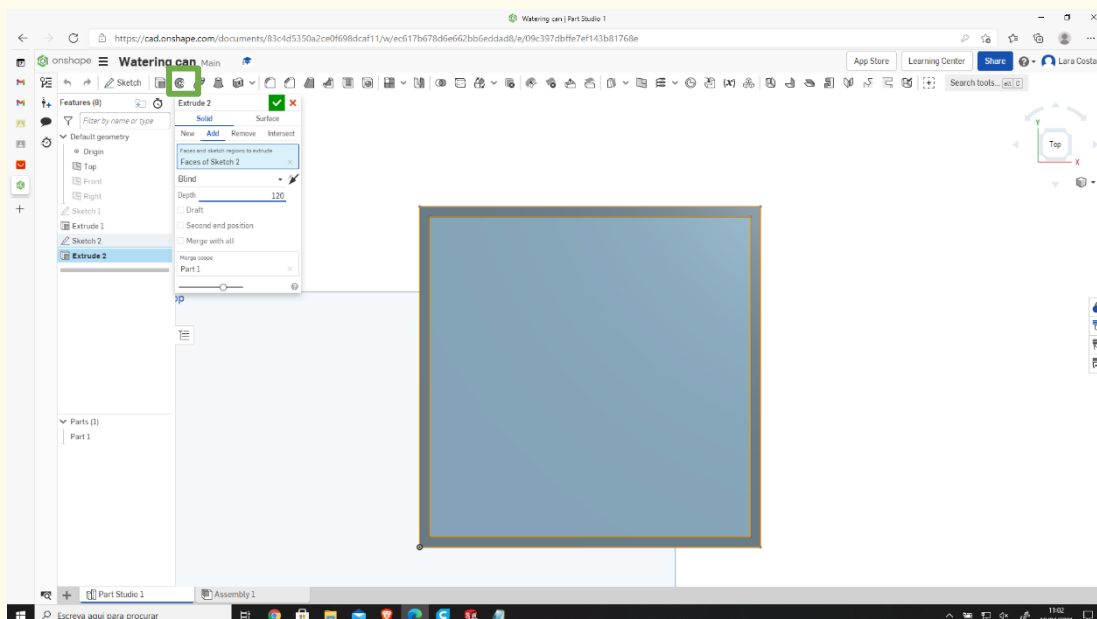 Watering can | Part Studio 1
https://cad.onshape.com/documents/83c4d5350a2ce0f698dcaf11/w/ec617b678d6e662bb6eddad8/e/09c397dbffe7ef143b81768e
onshape Watering can Main
App Store Learning Center Share Lara Costa
Sketch Search tools...
Features (8) Extrude 2
Filter by name or type Solid Surface
Default geometry New Add Remove Intersect
Origin Faces and sketch regions to extrude
Top Faces of Sketch 2
Front Blind
Right Depth 120
Sketch 1 Draft
Extrude 1 Second end position
Sketch 2 Merge with all
Extrude 2 Merge scope
Part 1
Y
Top
X
op
Parts (1)
Part 1
Part Studio 1 Assembly 1
Escreva aqui para procurar 11:02